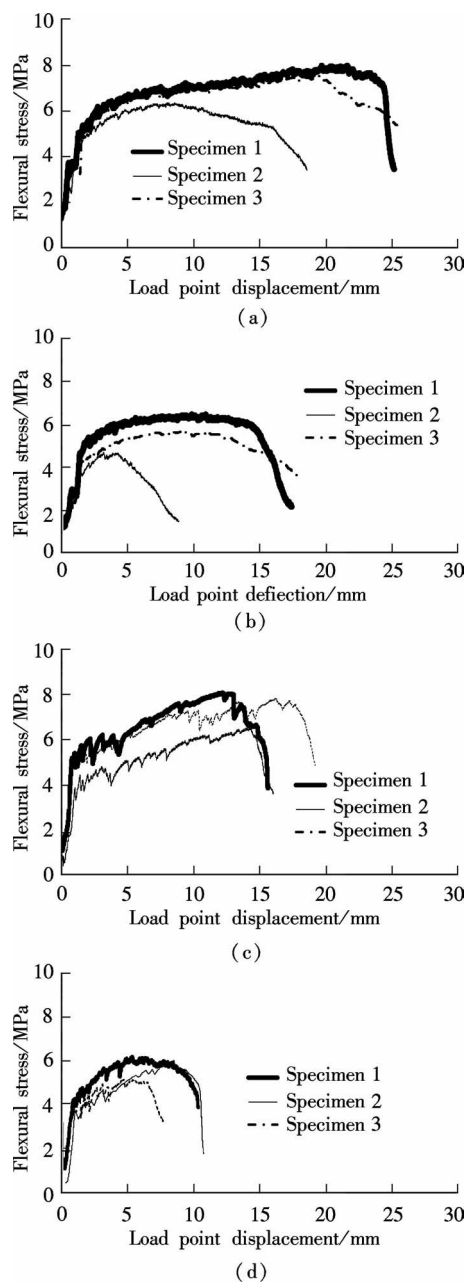 10
8
6
4
2
0
Flexural stress/MPa
Specimen 1
Specimen 2
Specimen 3
0 5 10 15 20 25 30
Load point displacement/mm
(a)
10
8
6
4
2
0
Flexural stress/MPa
Specimen 1
Specimen 2
Specimen 3
0 5 10 15 20 25 30
Load point defiection/mm
(b)
10
8
6
4
2
0
Flexural stress/MPa
Specimen 1
Specimen 2
Specimen 3
0 5 10 15 20 25 30
Load point displacement/mm
(c)
10
8
6
4
2
0
Flexural stress/MPa
Specimen 1
Specimen 2
Specimen 3
0 5 10 15 20 25 30
Load point displacement/mm
(d)